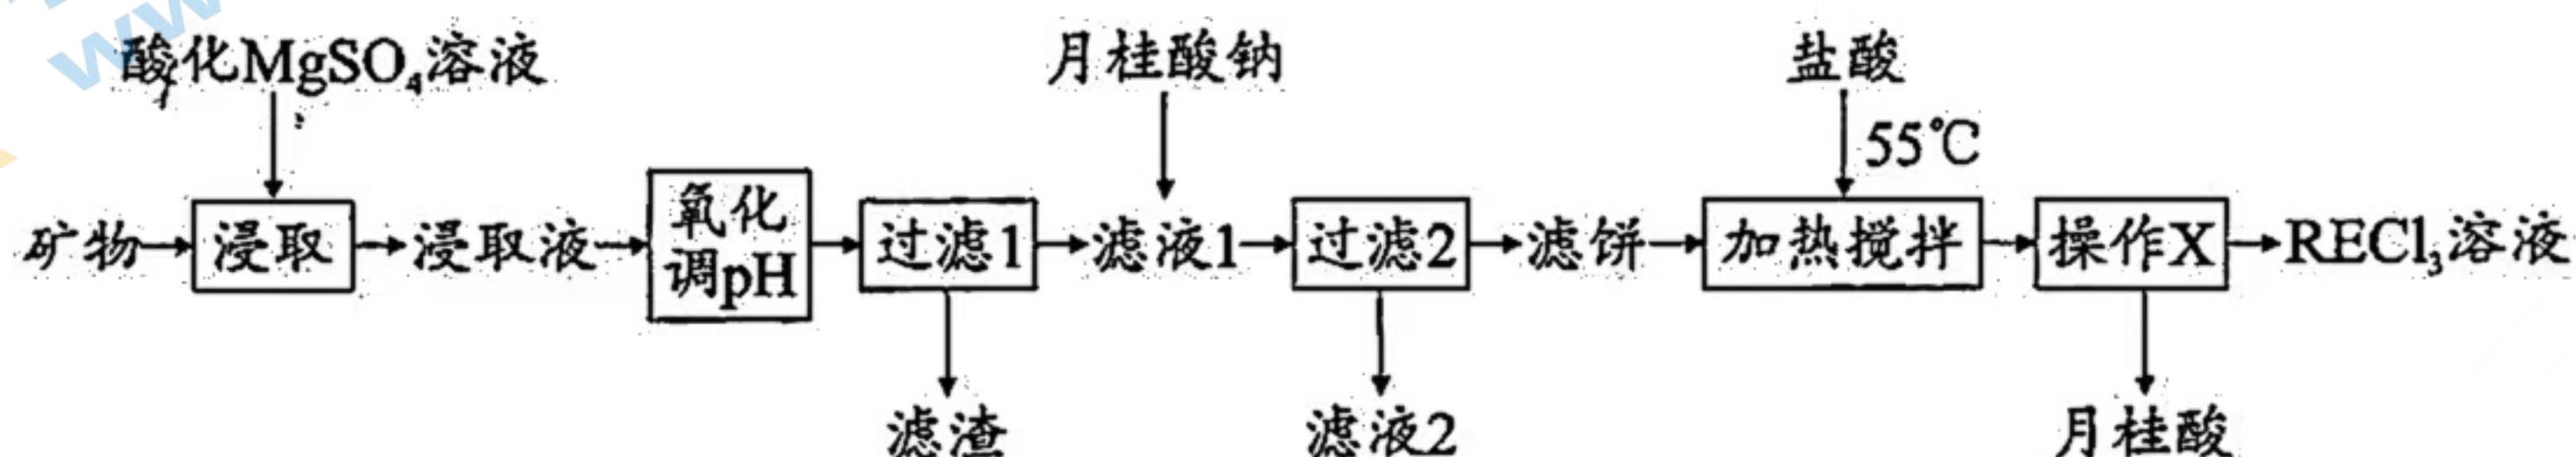 酸化MgSO₄溶液
月桂酸钠
盐酸
55℃
矿物
浸取
浸取液
氧化
调pH
过滤1
滤液1
过滤2
滤饼
加热搅拌
操作X
RECl₃溶液
滤渣
滤液2
月桂酸